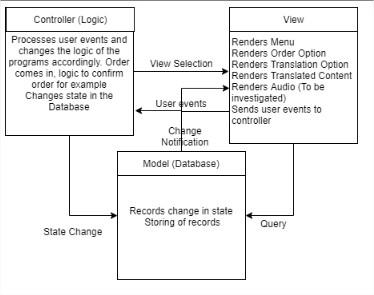 Controller (Logic)
Processes user events and
changes the logic of the
programs accordingly. Order
comes in, logic to confirm
order for example
Changes state in the
Database
View
Renders Menu
Renders Order Option
Renders Translation Option
Renders Translated Content
Renders Audio (To be
investigated)
Sends user events to
controller
View Selection
User events
Change
Notification
Model (Database)
Records change in state
Storing of records
State Change
Query